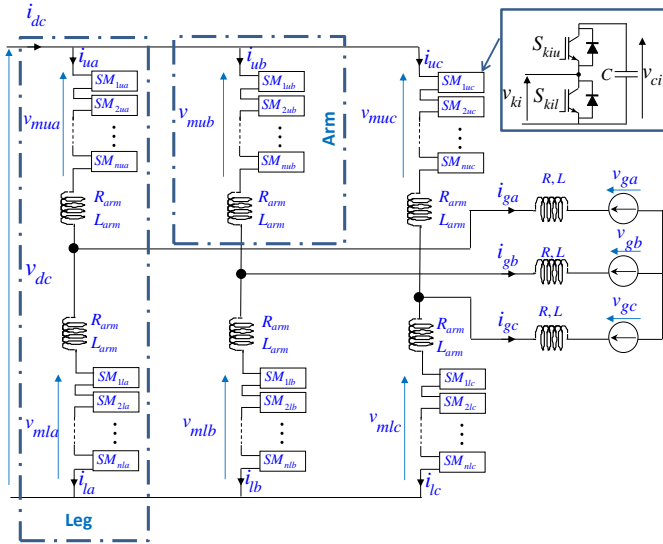 i_dc
i_ua
i_ub
i_uc
S_kiu
C
v_ci
v_ki
S_kil
SM_1ua
SM_2ua
SM_nua
v_mua
SM_1ub
SM_2ub
SM_nub
v_mub
Arm
SM_1uc
SM_2uc
SM_nuc
v_muc
R_arm
L_arm
R_arm
L_arm
R_arm
L_arm
i_ga
R, L
v_ga
i_gb
R, L
v_gb
i_gc
R, L
v_gc
v_dc
R_arm
L_arm
R_arm
L_arm
R_arm
L_arm
SM_1la
SM_2la
SM_nla
v_mla
SM_1lb
SM_2lb
SM_nlb
v_mlb
SM_1lc
SM_2lc
SM_nlc
v_mlc
i_la
i_lb
i_lc
Leg